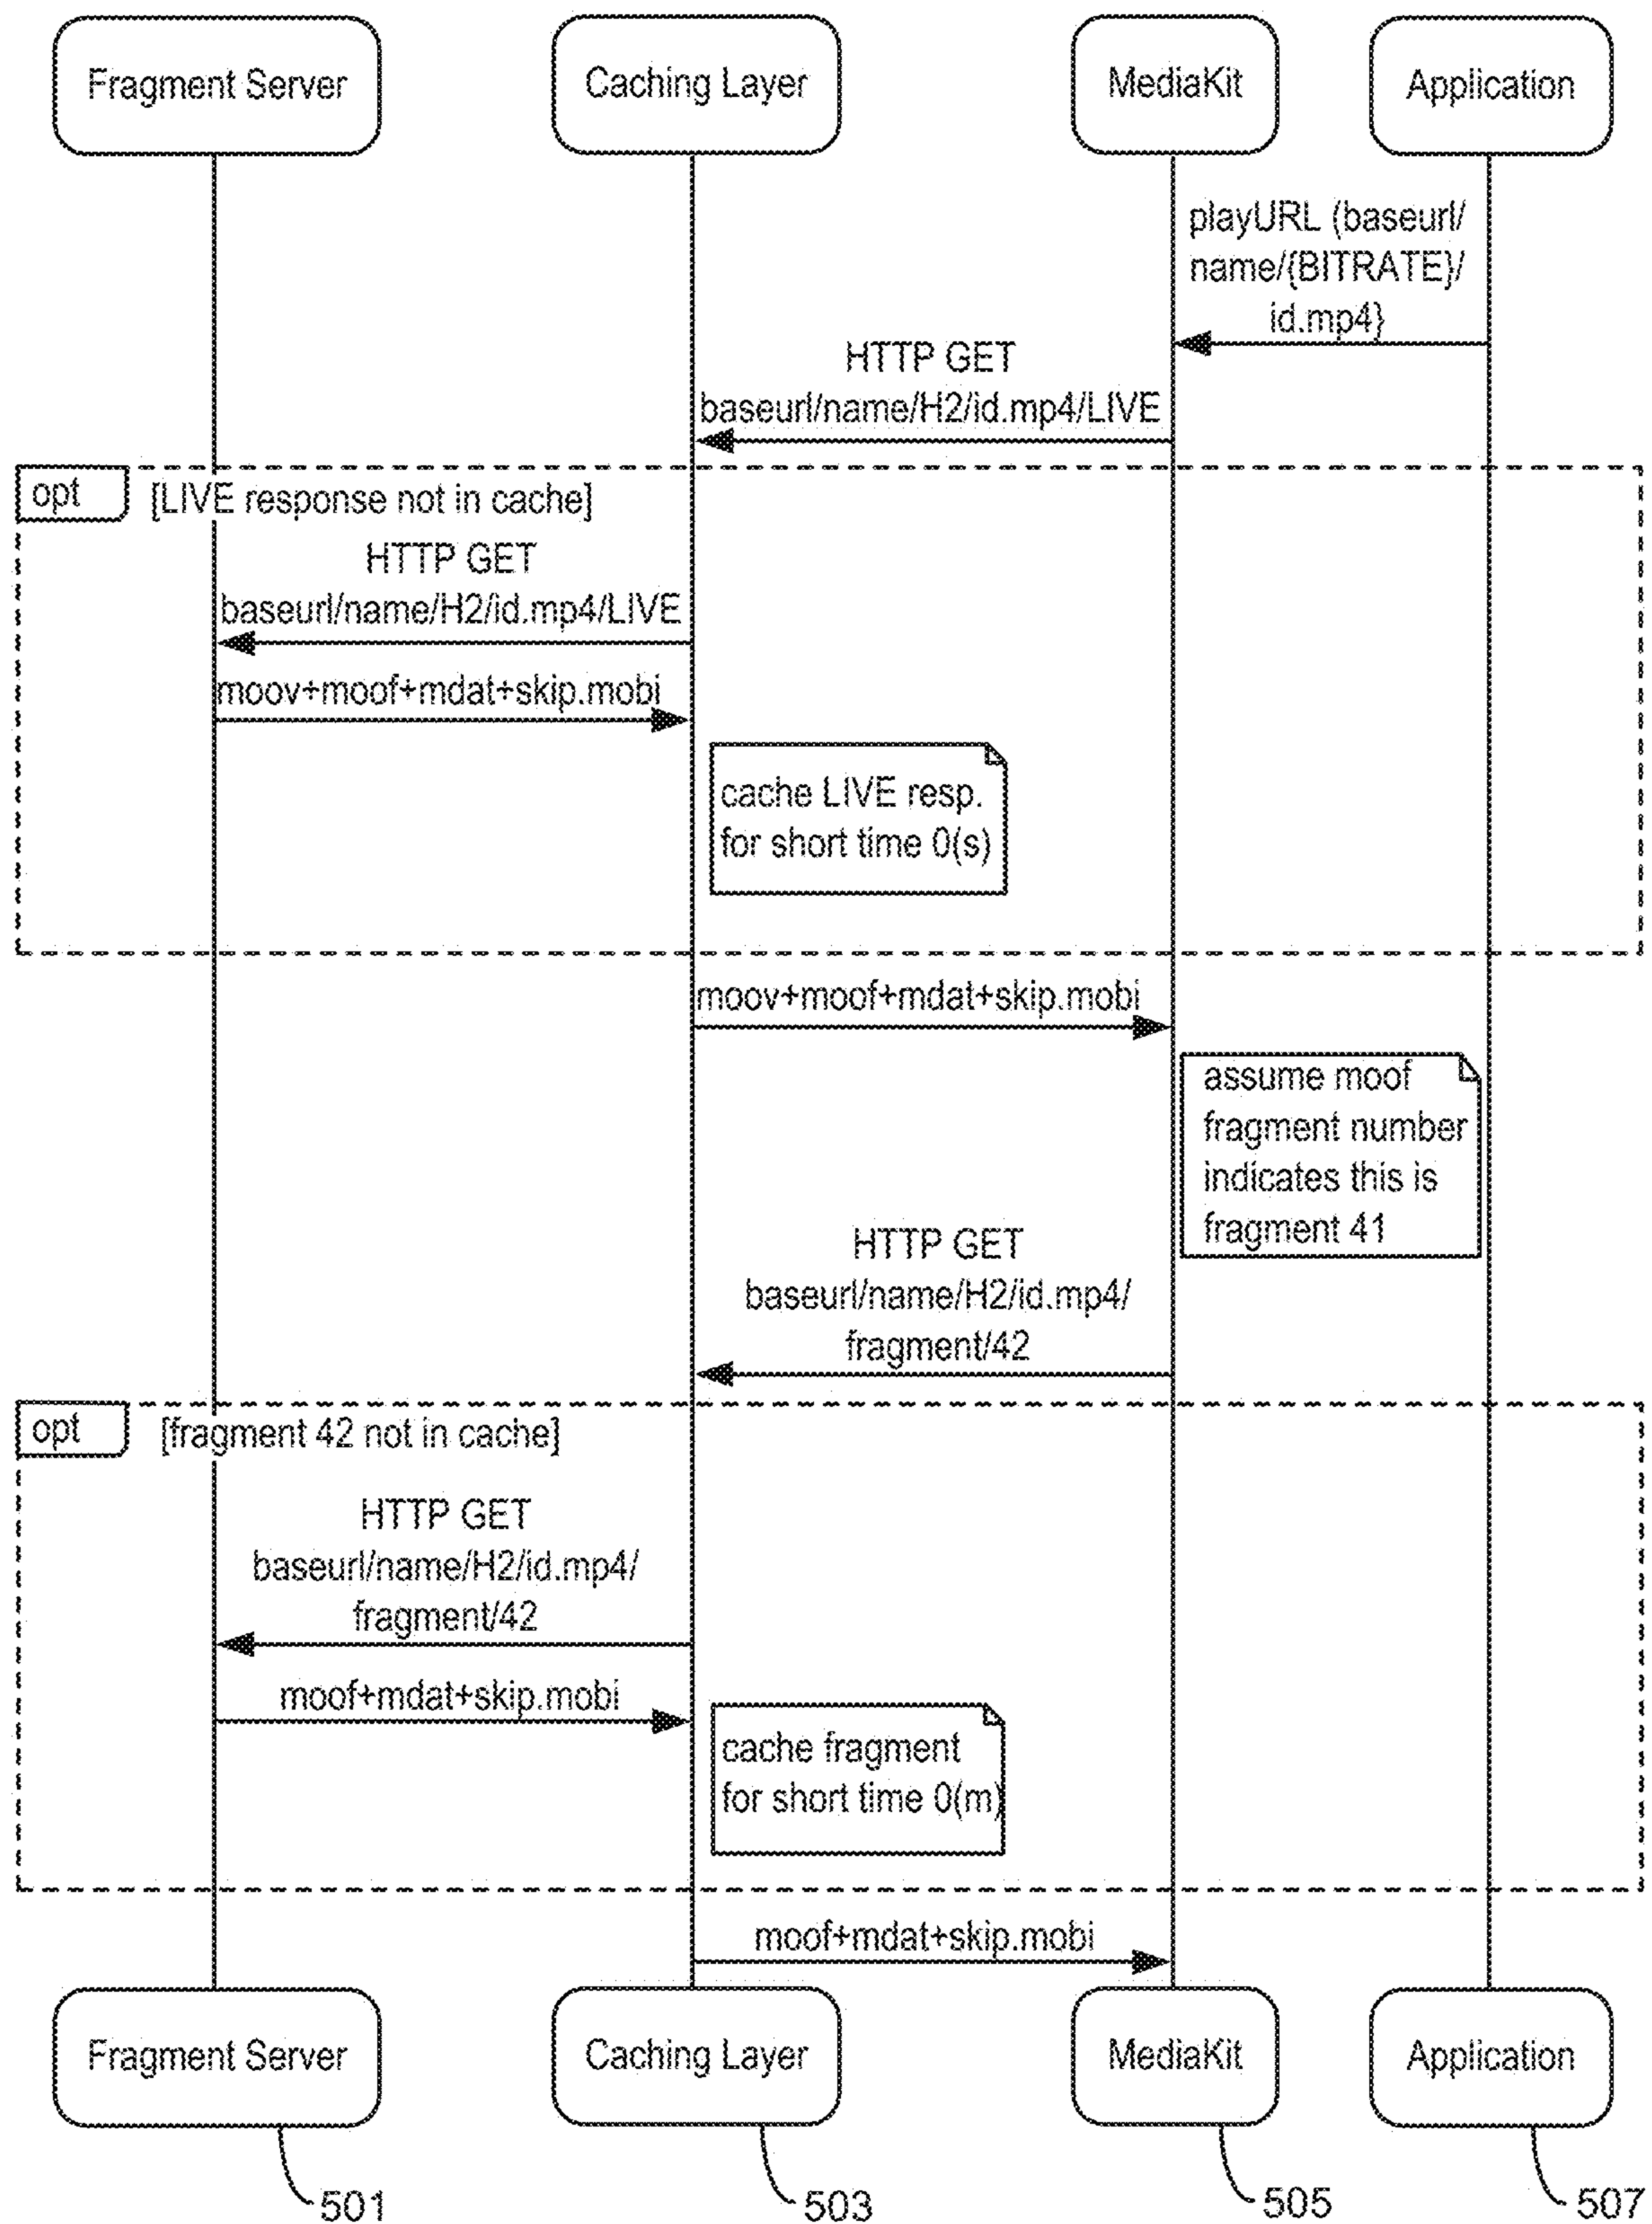 Fragment Server
Caching Layer
MediaKit
Application
playURL (baseurl/
name/{BITRATE}/
id.mp4}
HTTP GET
baseurl/name/H2/id.mp4/LIVE
opt
[LIVE response not in cache]
HTTP GET
baseurl/name/H2/id.mp4/LIVE
moov+moof+mdat+skip.mobi
cache LIVE resp.
for short time 0(s)
moov+moof+mdat+skip.mobi
assume moof
fragment number
indicates this is
fragment 41
HTTP GET
baseurl/name/H2/id.mp4/
fragment/42
opt
[fragment 42 not in cache]
HTTP GET
baseurl/name/H2/id.mp4/
fragment/42
moof+mdat+skip.mobi
cache fragment
for short time 0(m)
moof+mdat+skip.mobi
Fragment Server
Caching Layer
MediaKit
Application
501
503
505
507